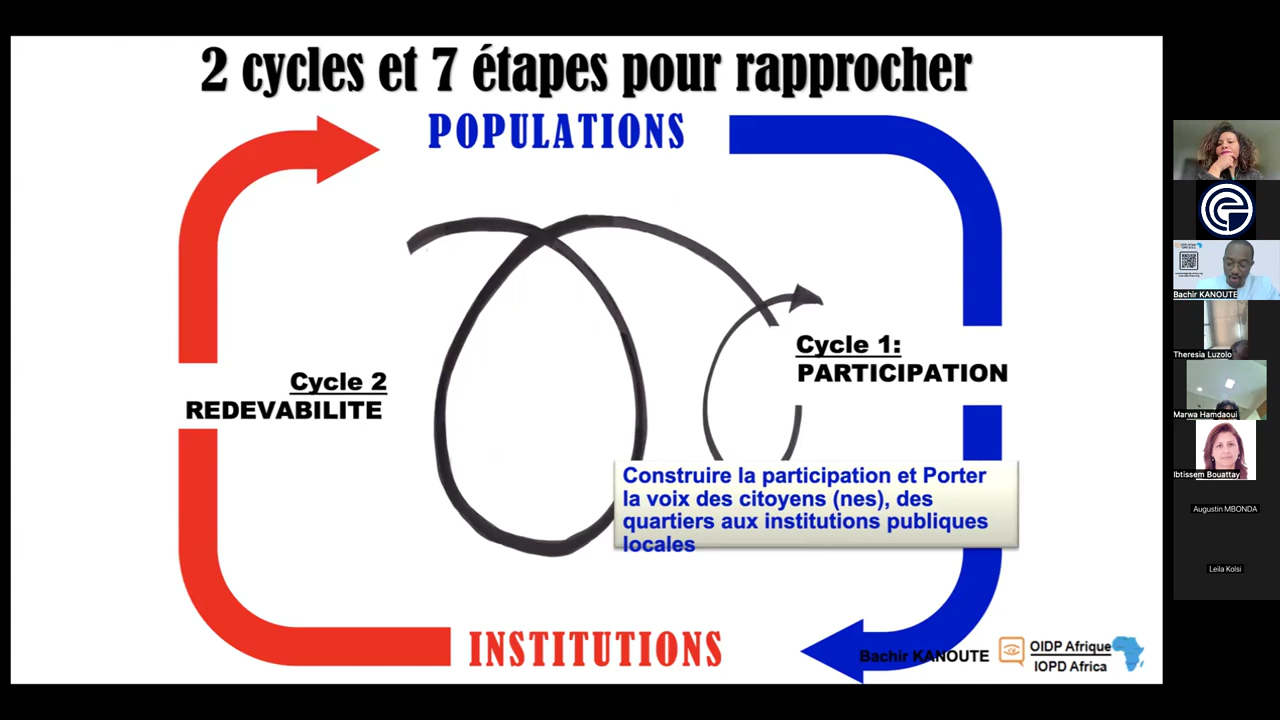 2 cycles et 7 étapes pour rapprocher
POPULATIONS
Cycle 1:
PARTICIPATION
Cycle 2
REDEVABILITE
Construire la participation et Porter
la voix des citoyens (nes), des
quartiers aux institutions publiques
locales
INSTITUTIONS
Bachir KANOUTE
OIDP Afrique
IOPD Africa
Bachir KANOUTE
Theresia Luzolo
Marwa Hamdaoui
Ibtissem Bouattay
Augustin MBONDA
Leila Kolsi